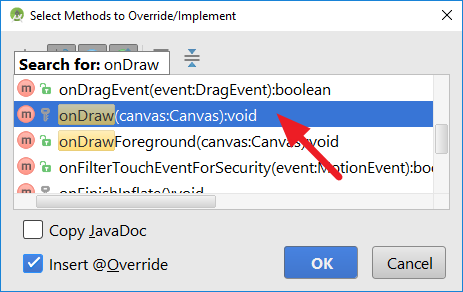 Select Methods to Override/Implement
Search for: onDraw
m onDragEvent(event:DragEvent):boolean
m onDraw(canvas:Canvas):void
m onDrawForeground(canvas:Canvas):void
m onFilterTouchEventForSecurity(event:MotionEvent):boo
m onFinishInflate():void
Copy JavaDoc
Insert @Override
OK
Cancel